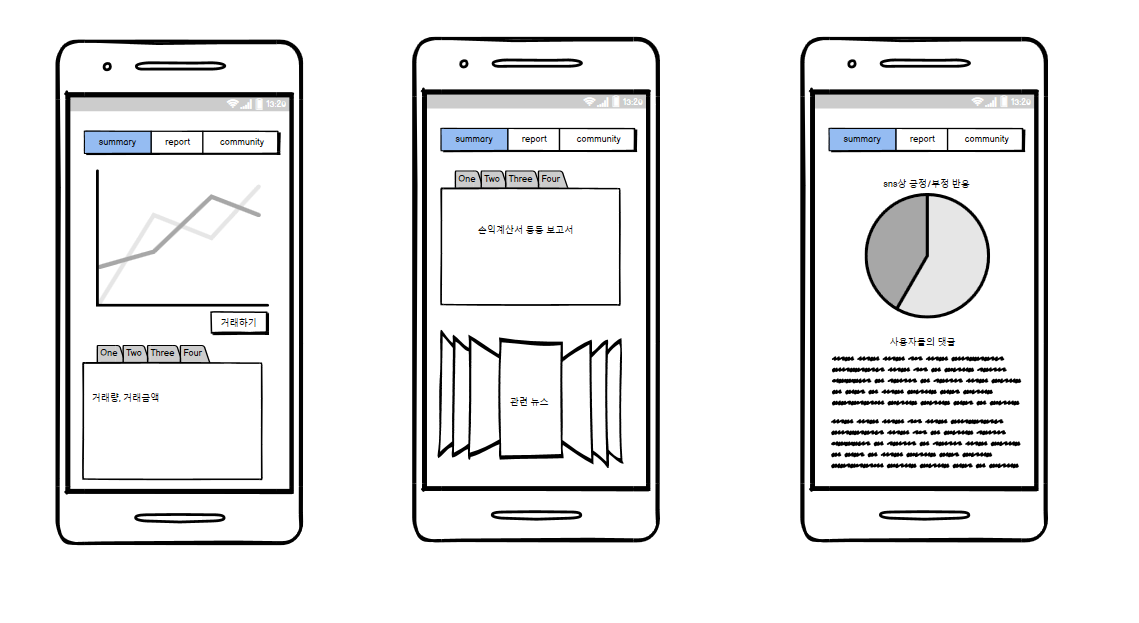 13:20
summary report community
거래하기
One Two Three Four
거래량, 거래금액
13:20
summary report community
One Two Three Four
손익계산서 등등 보고서
관련 뉴스
13:20
summary report community
sns상 긍정/부정 반응
사용자들의 댓글